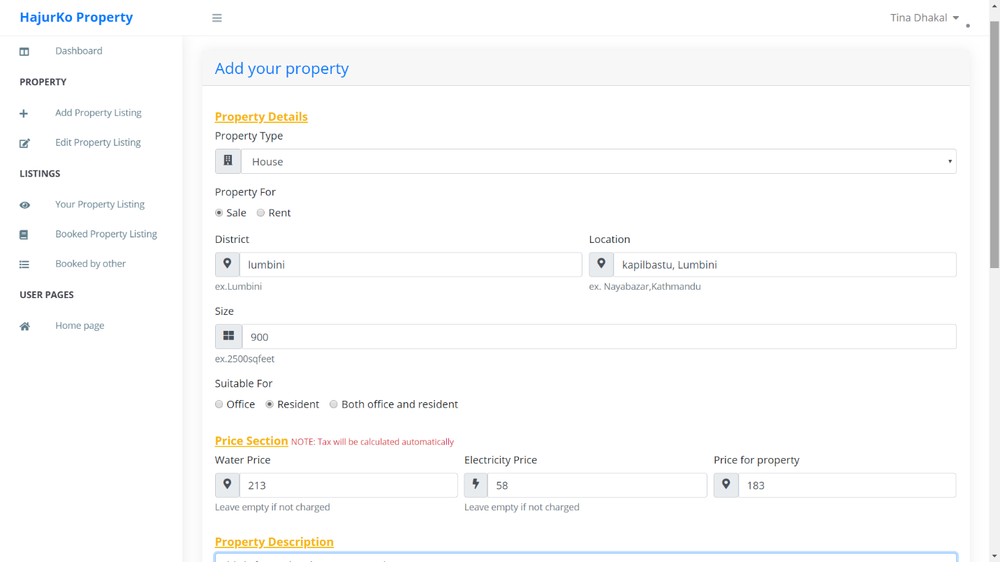 HajurKo Property
Tina Dhakal
Dashboard
PROPERTY
Add Property Listing
Edit Property Listing
LISTINGS
Your Property Listing
Booked Property Listing
Booked by other
USER PAGES
Home page
Add your property
Property Details
Property Type
House
Property For
Sale Rent
District Location
lumbini kapilbastu, Lumbini
ex.Lumbini ex. Nayabazar,Kathmandu
Size
900
ex.2500sqfeet
Suitable For
Office Resident Both office and resident
Price Section NOTE: Tax will be calculated automatically
Water Price Electricity Price Price for property
213 58 183
Leave empty if not charged Leave empty if not charged
Property Description